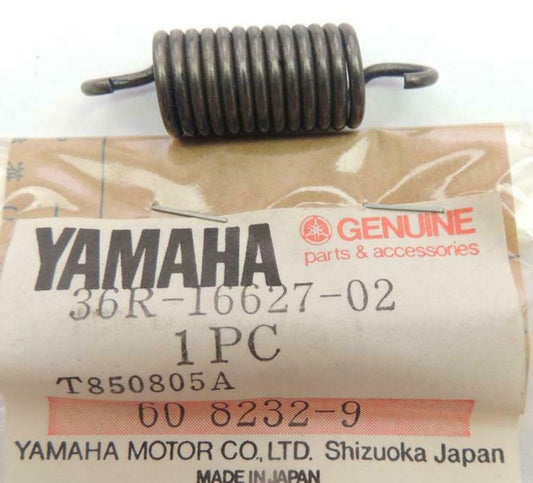 YAMAHA
GENUINE
parts & accessories
36R-16627-02
1PC
T850805A
60 8232-9
YAMAHA MOTOR CO., LTD. Shizuoka Japan
MADE IN JAPAN